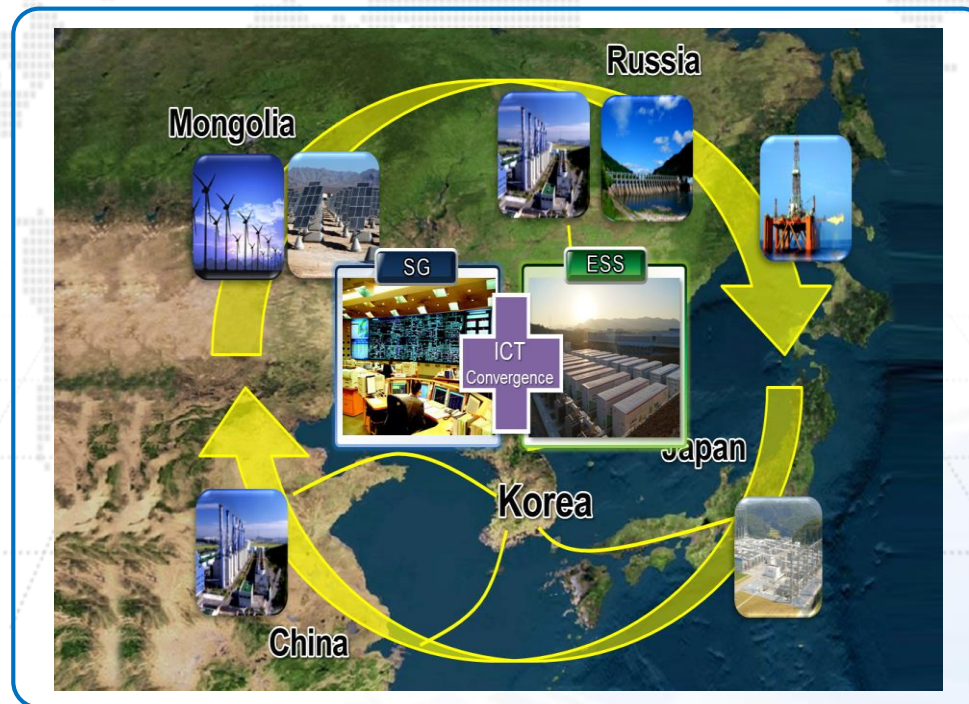 Russia
Mongolia
SG
ESS
ICT
Convergence
Japan
Korea
China